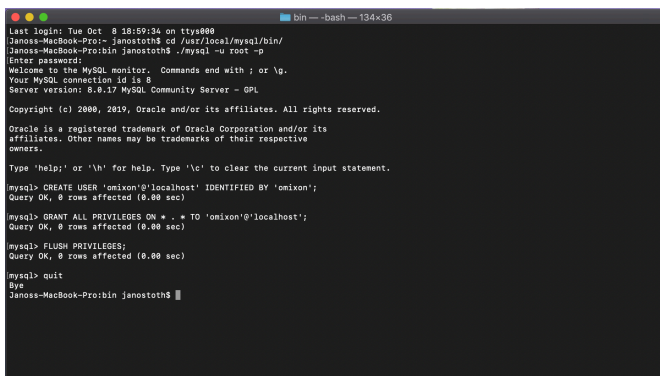 bin — -bash — 134×36
Last login: Tue Oct  8 18:59:34 on ttys000
[Janoss-MacBook-Pro:~ janostoth$ cd /usr/local/mysql/bin/
[Janoss-MacBook-Pro:bin janostoth$ ./mysql -u root -p
[Enter password:
Welcome to the MySQL monitor.  Commands end with ; or \g.
Your MySQL connection id is 8
Server version: 8.0.17 MySQL Community Server - GPL
Copyright (c) 2000, 2019, Oracle and/or its affiliates. All rights reserved.
Oracle is a registered trademark of Oracle Corporation and/or its
affiliates. Other names may be trademarks of their respective
owners.
Type 'help;' or '\h' for help. Type '\c' to clear the current input statement.
[mysql> CREATE USER 'omixon'@'localhost' IDENTIFIED BY 'omixon';
Query OK, 0 rows affected (0.00 sec)
[mysql> GRANT ALL PRIVILEGES ON * . * TO 'omixon'@'localhost';
Query OK, 0 rows affected (0.00 sec)
[mysql> FLUSH PRIVILEGES;
Query OK, 0 rows affected (0.00 sec)
[mysql> quit
Bye
Janoss-MacBook-Pro:bin janostoth$